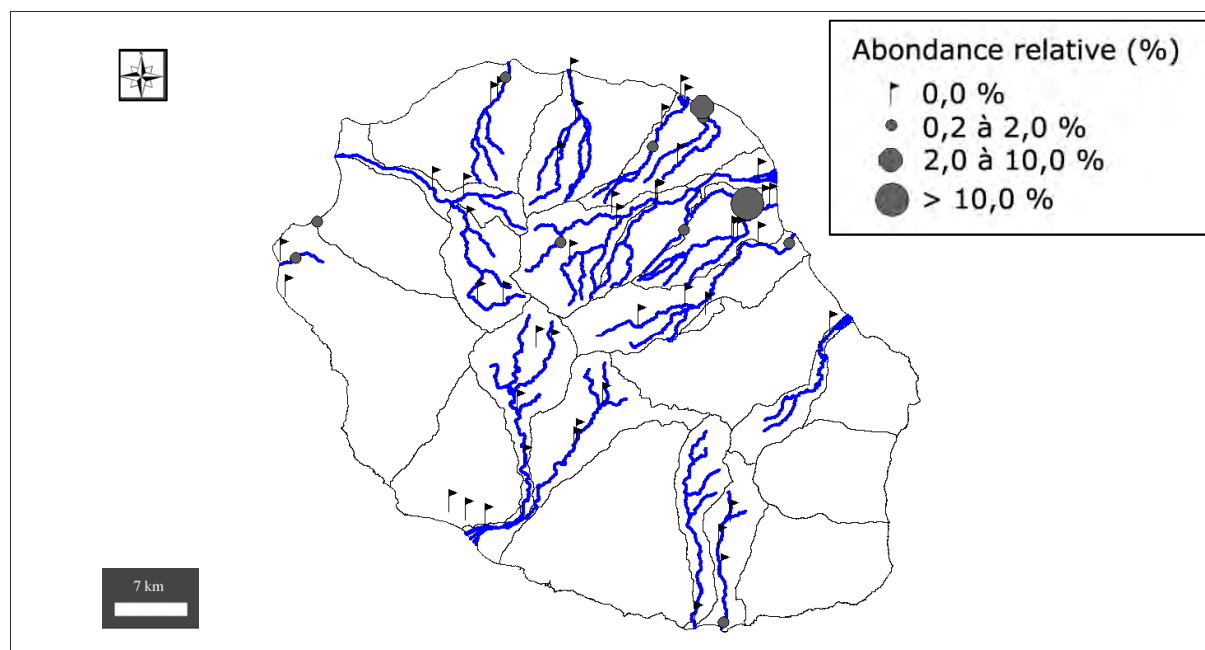 Abondance relative (%)
0,0 %
0,2 à 2,0 %
2,0 à 10,0 %
> 10,0 %
7 km